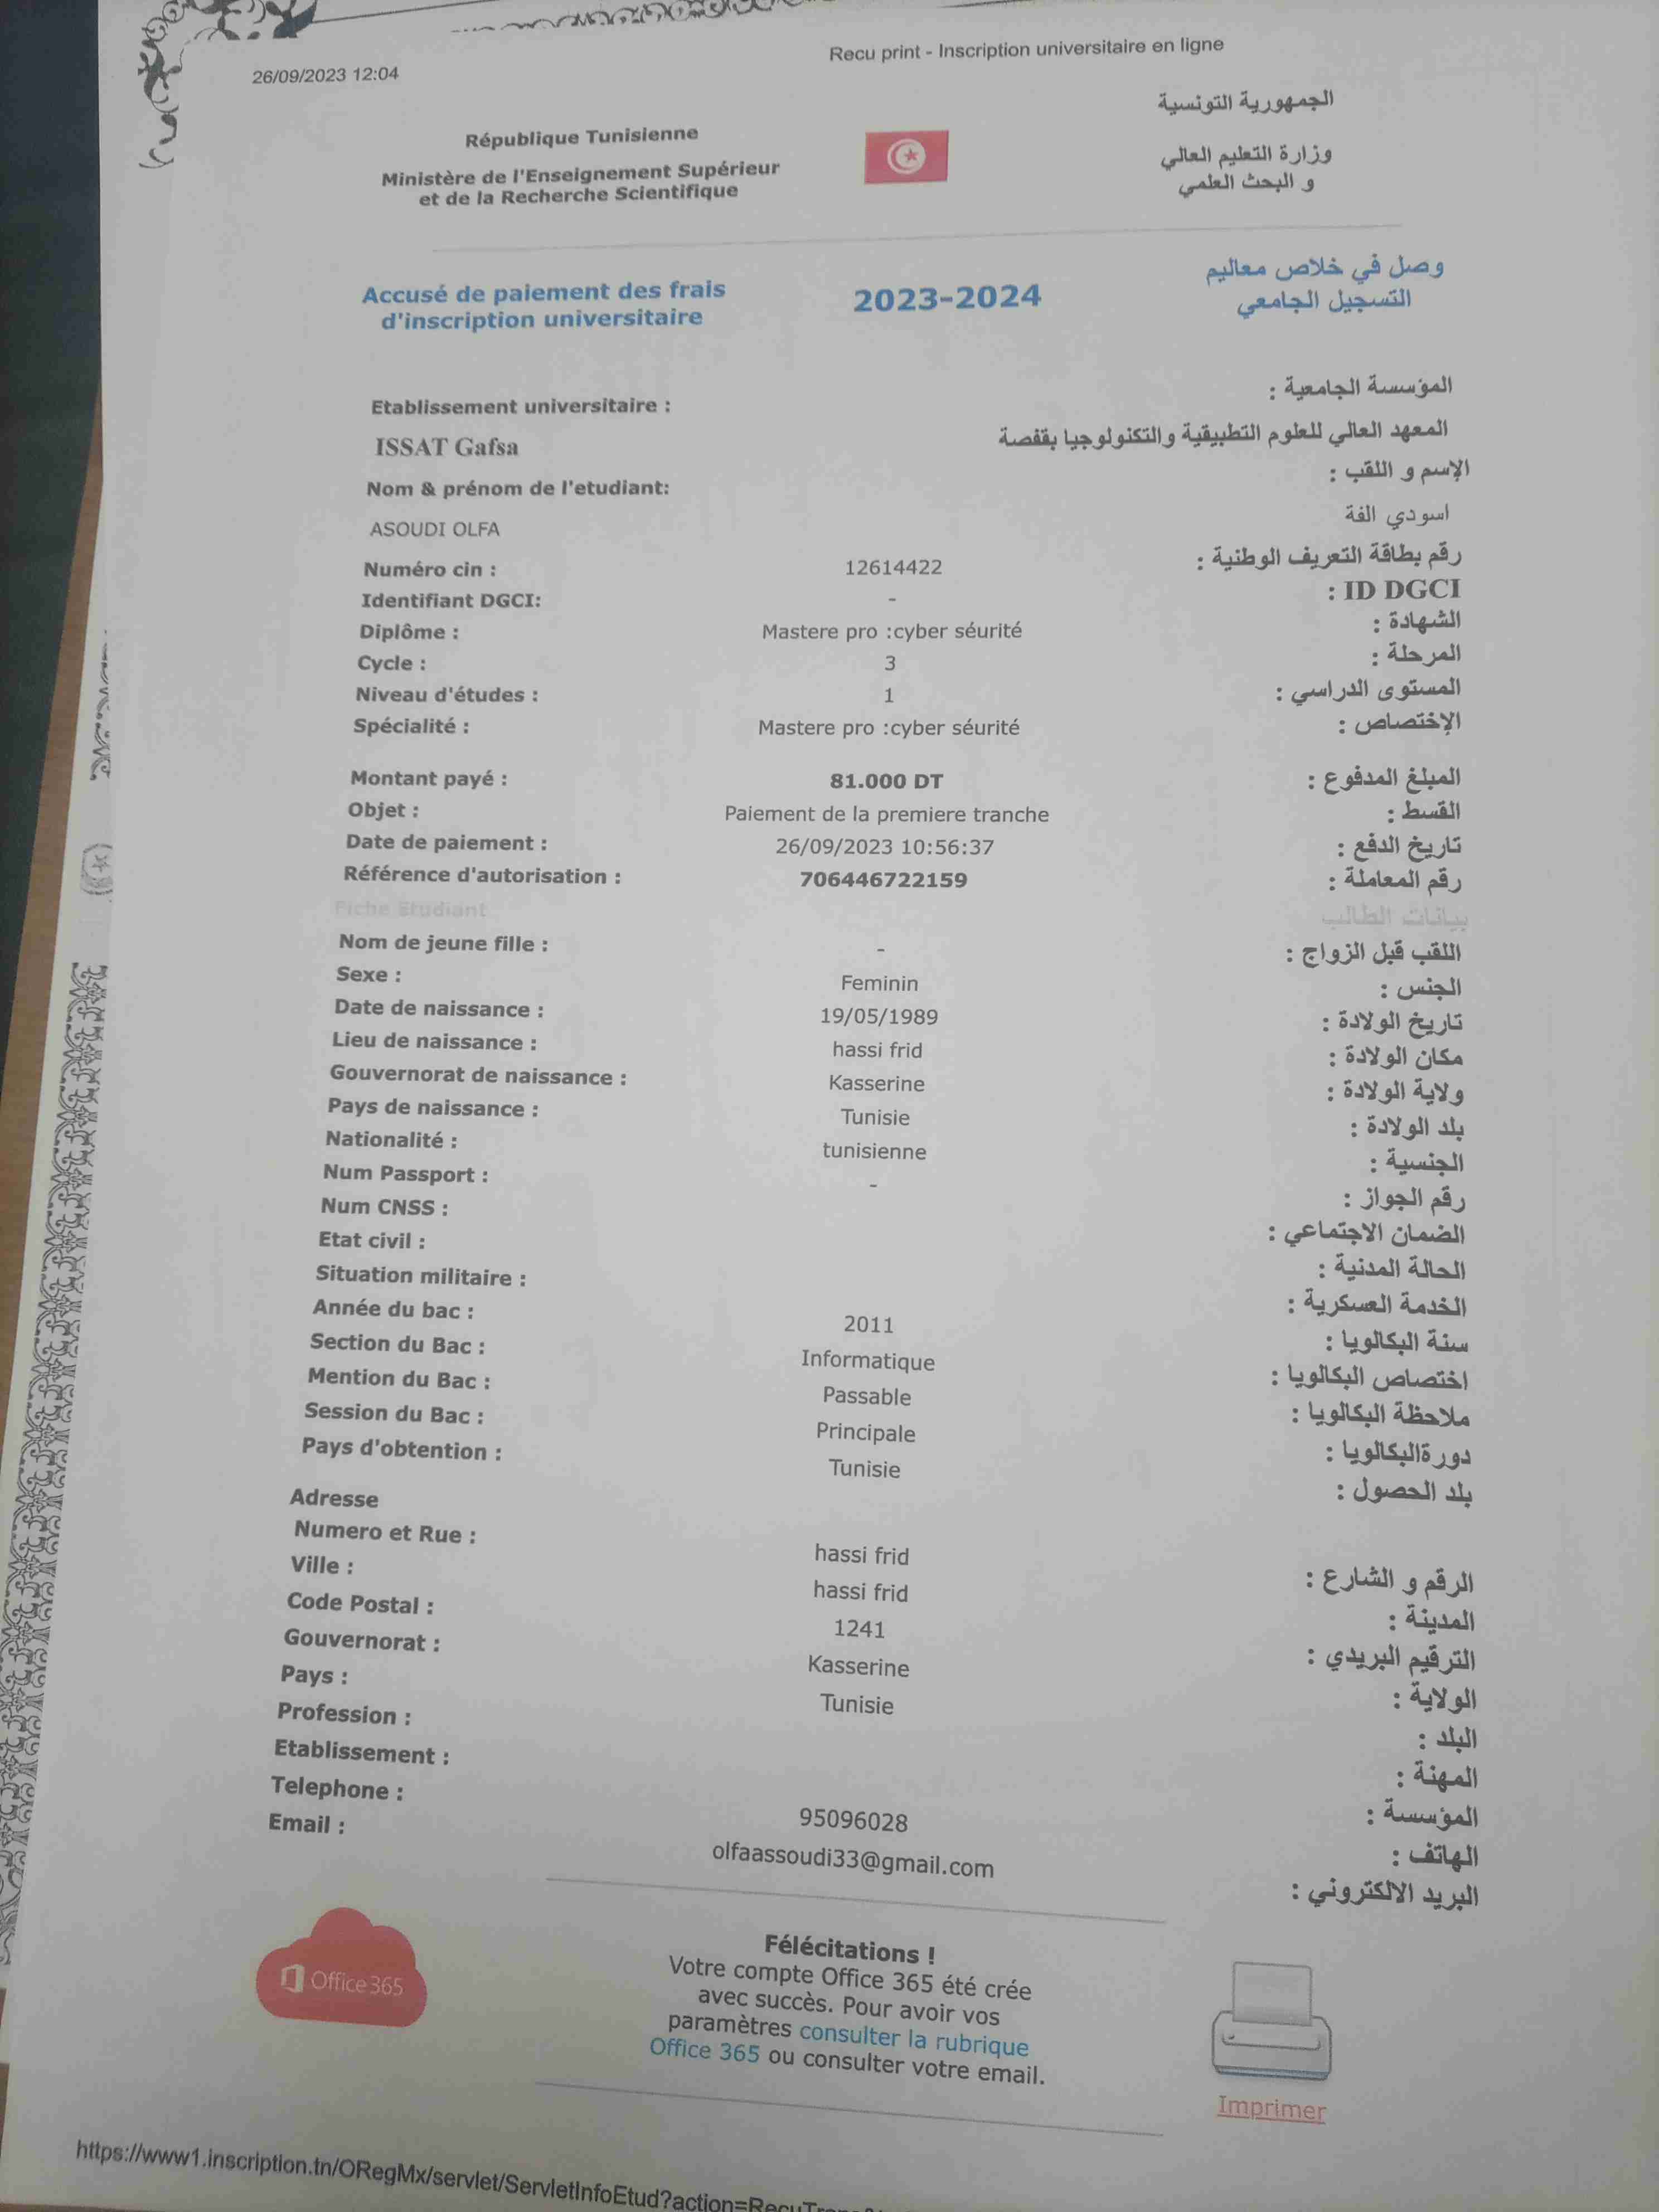 26/09/2023 12:04
Recu print - Inscription universitaire en ligne
République Tunisienne
الجمهورية التونسية
Ministère de l'Enseignement Supérieur
et de la Recherche Scientifique
وزارة التعليم العالي
و البحث العلمي
Accusé de paiement des frais
d'inscription universitaire
2023-2024
وصل في خلاص معاليم
التسجيل الجامعي
Etablissement universitaire :
المؤسسة الجامعية :
ISSAT Gafsa
المعهد العالي للعلوم التطبيقية والتكنولوجيا بقفصة
Nom & prénom de l'etudiant:
الإسم و اللقب :
ASOUDI OLFA
اسودي الفة
Numéro cin : 12614422 رقم بطاقة التعريف الوطنية :
Identifiant DGCI: - ID DGCI :
Diplôme : Mastere pro :cyber séurité الشهادة :
Cycle : 3 المرحلة :
Niveau d'études : 1 المستوى الدراسي :
Spécialité : Mastere pro :cyber séurité الإختصاص :
Montant payé : 81.000 DT المبلغ المدفوع :
Objet : Paiement de la premiere tranche القسط :
Date de paiement : 26/09/2023 10:56:37 تاريخ الدفع :
Référence d'autorisation : 706446722159 رقم المعاملة :
Fiche Etudiant بيانات الطالب
Nom de jeune fille : - اللقب قبل الزواج :
Sexe : Feminin الجنس :
Date de naissance : 19/05/1989 تاريخ الولادة :
Lieu de naissance : hassi frid مكان الولادة :
Gouvernorat de naissance : Kasserine ولاية الولادة :
Pays de naissance : Tunisie بلد الولادة :
Nationalité : tunisienne الجنسية :
Num Passport : - رقم الجواز :
Num CNSS : الضمان الاجتماعي :
Etat civil : الحالة المدنية :
Situation militaire : الخدمة العسكرية :
Année du bac : 2011 سنة البكالويا :
Section du Bac : Informatique اختصاص البكالويا :
Mention du Bac : Passable ملاحظة البكالويا :
Session du Bac : Principale دورةالبكالويا :
Pays d'obtention : Tunisie بلد الحصول :
Adresse
Numero et Rue : hassi frid الرقم و الشارع :
Ville : hassi frid المدينة :
Code Postal : 1241 الترقيم البريدي :
Gouvernorat : Kasserine الولاية :
Pays : Tunisie البلد :
Profession : المهنة :
Etablissement : المؤسسة :
Telephone : 95096028 الهاتف :
Email : olfaassoudi33@gmail.com البريد الالكتروني :
Office 365
Félécitations !
Votre compte Office 365 été crée
avec succès. Pour avoir vos
paramètres consulter la rubrique
Office 365 ou consulter votre email.
Imprimer
https://www1.inscription.tn/ORegMx/servlet/ServletInfoEtud?action=RecuTrans